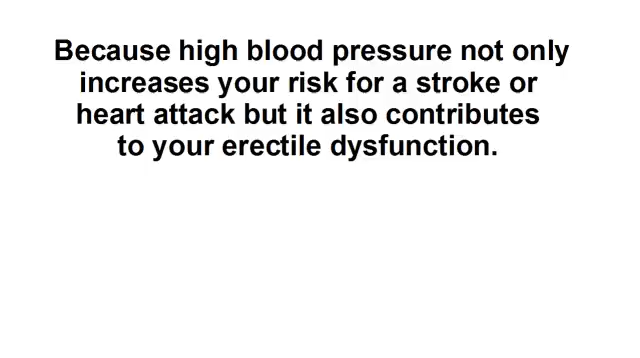 Because high blood pressure not only
increases your risk for a stroke or
heart attack but it also contributes
to your erectile dysfunction.